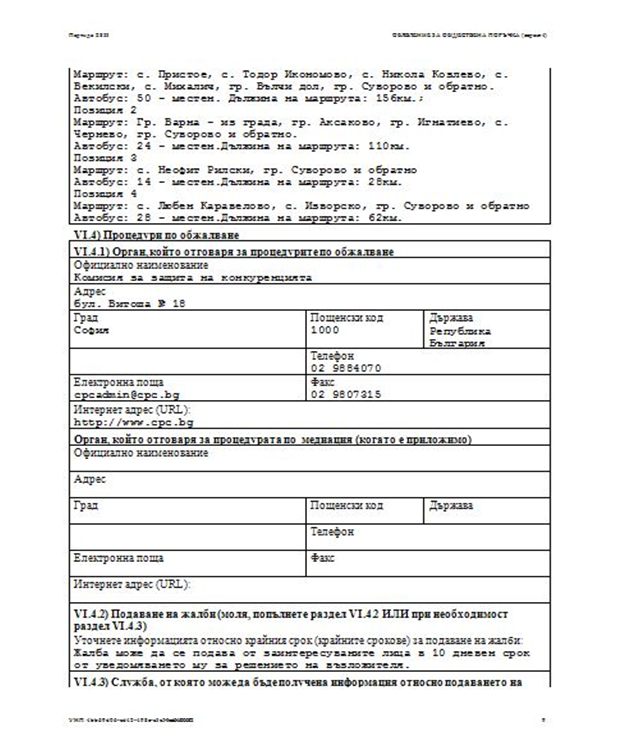 ОБЯВЛЕНИЕ ЗА ОБЩЕСТВЕНА ПОРЪЧКА
Маршрут: с. Пристое, с. Тодор Икономово, с. Никола Козлево, с.
Векилски, с. Михалич, гр. Вълчи дол, гр. Суворово и обратно.
Автобус: 50 - местен. Дължина на маршрута: 156км.;
Позиция 2
Маршрут: Гр. Варна - из града, гр. Аксаково, гр. Игнатиево, с.
Чернево, гр. Суворово и обратно.
Автобус: 24 - местен.Дължина на маршрута: 110км.
Позиция 3
Маршрут: с. Неофит Рилски, гр. Суворово и обратно
Автобус: 14 - местен.Дължина на маршрута: 28км.
Позиция 4
Маршрут: с. Любен Каравелово, с. Изворско, гр. Суворово и обратно
Автобус: 28 - местен.Дължина на маршрута: 62км.
VI.4) Процедури по обжалване
VI.4.1) Орган, който отговаря за процедурите по обжалване
Официално наименование
Комисия за защита на конкуренцията
Адрес
бул. Витоша № 18
Град Пощенски код Държава
София 1000 Република
България
Телефон
02 9884070
Електронна поща Факс
cpcadmin@cpc.bg 02 9807315
Интернет адрес (URL):
http://www.cpc.bg
Орган, който отговаря за процедурата по медиация (когато е приложимо)
Официално наименование
Адрес
Град Пощенски код Държава
Телефон
Електронна поща Факс
Интернет адрес (URL):
VI.4.2) Подаване на жалби (моля, попълнете раздел VI.4.2 ИЛИ при необходимост
раздел VI.4.3)
Уточнете информацията относно крайния срок (крайните срокове) за подаване на жалби:
Жалба може да се подава от заинтересуваните лица в 10 дневен срок
от уведомяването му за решението на възложителя.
VI.4.3) Служба, от която може да бъде получена информация относно подаването на
УНП